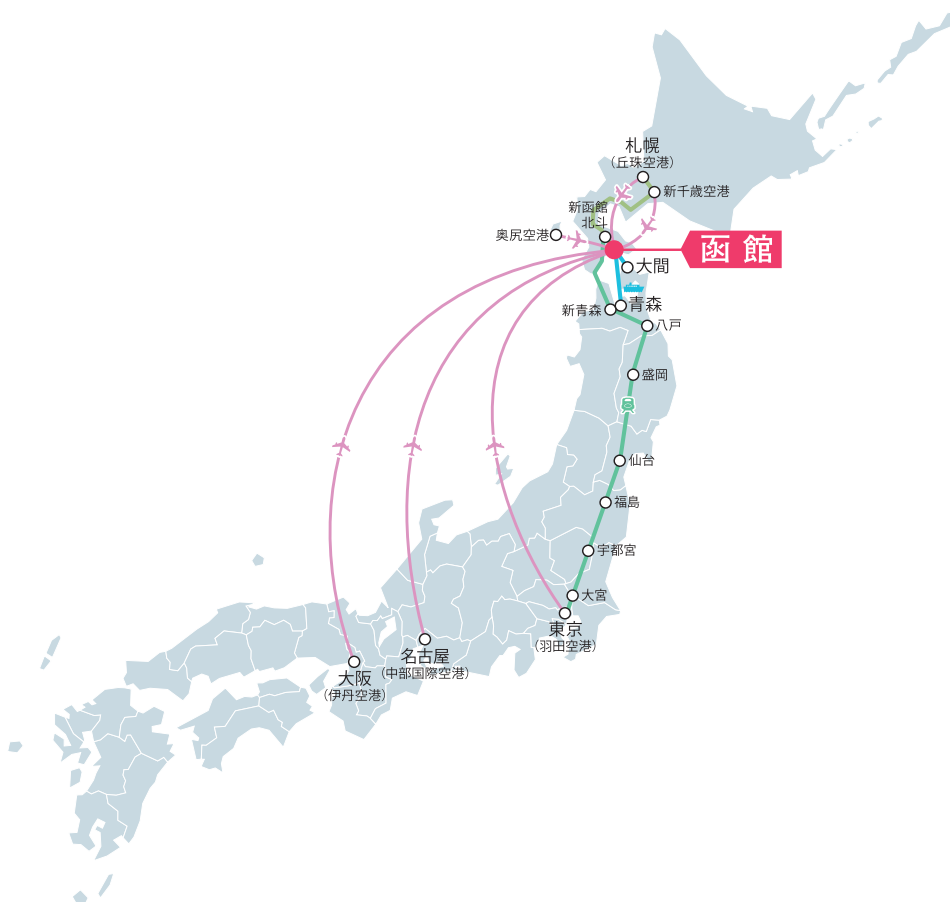 札幌
（丘珠空港）
新千歳空港
新函館
北斗
奥尻空港
函館
大間
青森
新青森
八戸
盛岡
仙台
福島
宇都宮
大宮
東京
（羽田空港）
名古屋
（中部国際空港）
大阪
（伊丹空港）